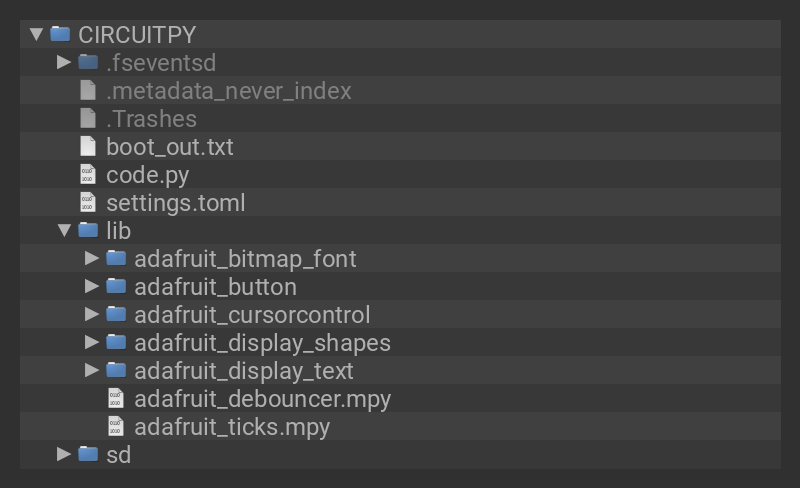 CIRCUITPY
.fseventsd
.metadata_never_index
.Trashes
boot_out.txt
code.py
settings.toml
lib
adafruit_bitmap_font
adafruit_button
adafruit_cursorcontrol
adafruit_display_shapes
adafruit_display_text
adafruit_debouncer.mpy
adafruit_ticks.mpy
sd